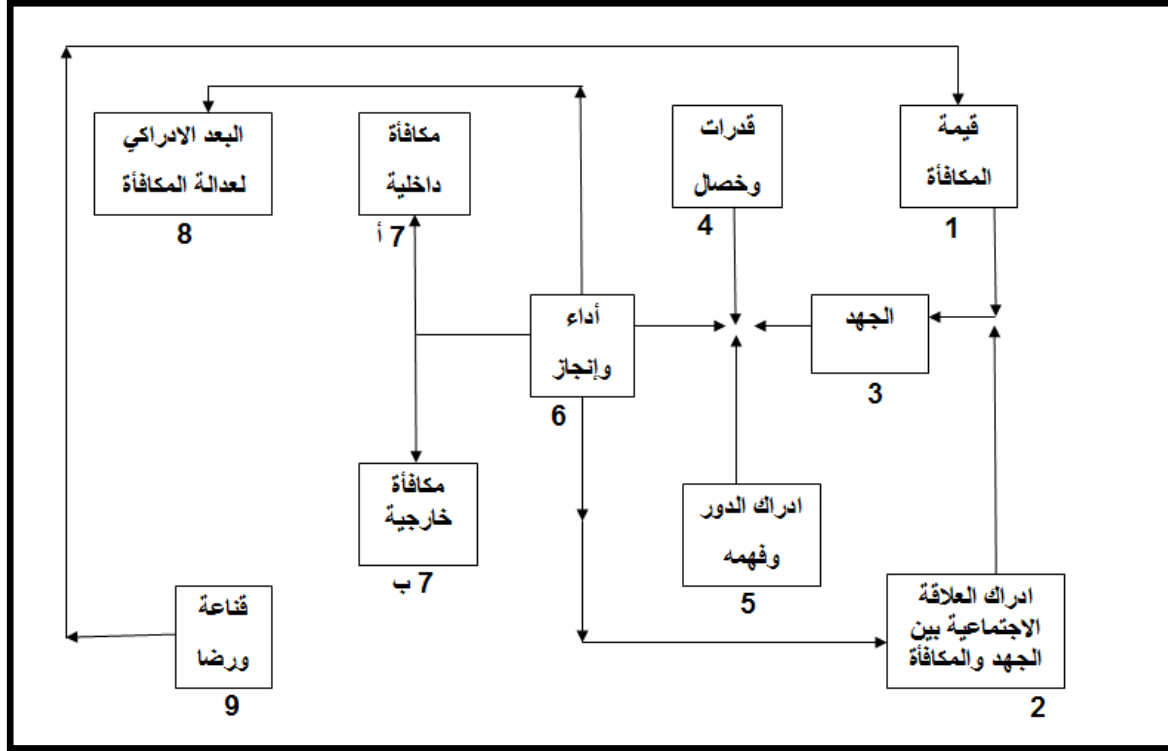 قيمة
المكافأة
1
قدرات
وخصال
4
مكافأة
داخلية
7 أ
البعد الادراكي
لعدالة المكافأة
8
الجهد
3
أداء
وإنجاز
6
مكافأة
خارجية
7 ب
ادراك الدور
وفهمه
5
ادراك العلاقة
الاجتماعية بين
الجهد والمكافأة
2
قناعة
ورضا
9